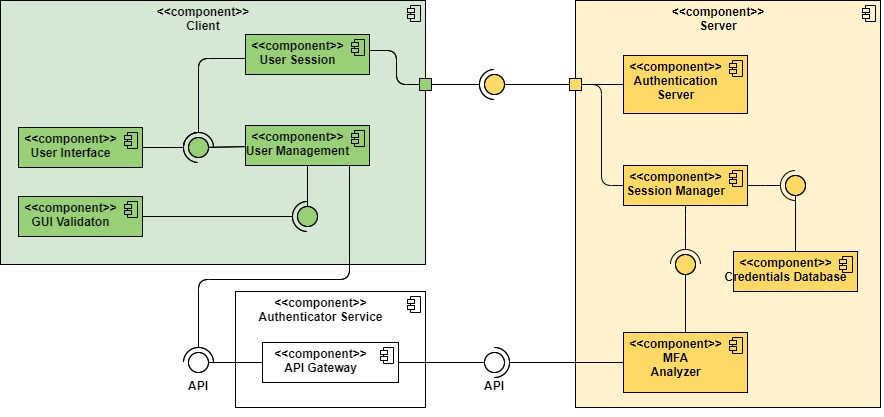 <<component>>
Client
<<component>>
User Session
<<component>>
User Interface
<<component>>
User Management
<<component>>
GUI Validaton
<<component>>
Server
<<component>>
Authentication
Server
<<component>>
Session Manager
<<component>>
Credentials Database
<<component>>
MFA
Analyzer
<<component>>
Authenticator Service
<<component>>
API Gateway
API
API